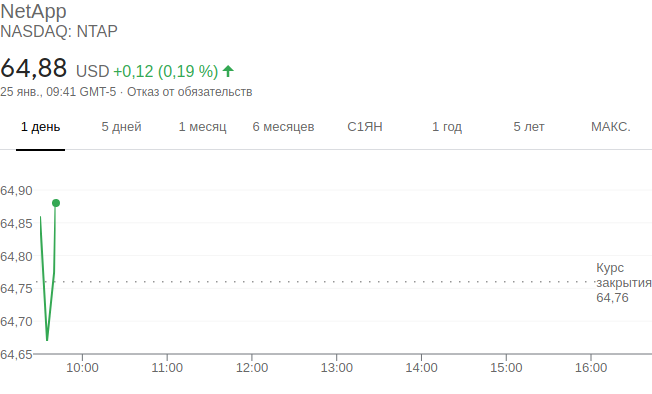 NetApp
NASDAQ: NTAP
64,88 USD +0,12 (0,19 %)
25 янв., 09:41 GMT-5 · Отказ от обязательств
1 день 5 дней 1 месяц 6 месяцев С1ЯН 1 год 5 лет МАКС.
64,90
64,85
64,80
64,75
64,70
64,65
Курс
закрытия
64,76
10:00 11:00 12:00 13:00 14:00 15:00 16:00